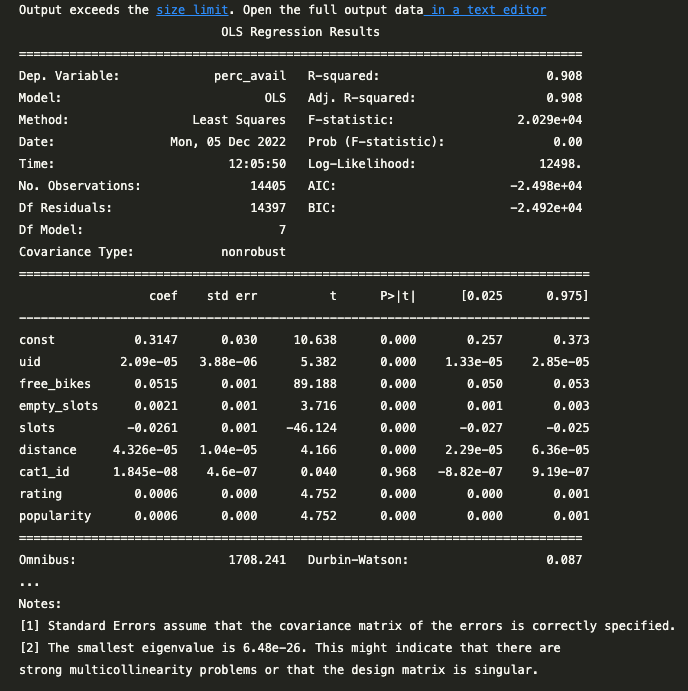 Output exceeds the size limit. Open the full output data in a text editor
OLS Regression Results
==============================================================================
Dep. Variable: perc_avail R-squared: 0.908
Model: OLS Adj. R-squared: 0.908
Method: Least Squares F-statistic: 2.029e+04
Date: Mon, 05 Dec 2022 Prob (F-statistic): 0.00
Time: 12:05:50 Log-Likelihood: 12498.
No. Observations: 14405 AIC: -2.498e+04
Df Residuals: 14397 BIC: -2.492e+04
Df Model: 7
Covariance Type: nonrobust
===============================================================================
coef std err t P>|t| [0.025 0.975]
-------------------------------------------------------------------------------
const 0.3147 0.030 10.638 0.000 0.257 0.373
uid 2.09e-05 3.88e-06 5.382 0.000 1.33e-05 2.85e-05
free_bikes 0.0515 0.001 89.188 0.000 0.050 0.053
empty_slots 0.0021 0.001 3.716 0.000 0.001 0.003
slots -0.0261 0.001 -46.124 0.000 -0.027 -0.025
distance 4.326e-05 1.04e-05 4.166 0.000 2.29e-05 6.36e-05
cat1_id 1.845e-08 4.6e-07 0.040 0.968 -8.82e-07 9.19e-07
rating 0.0006 0.000 4.752 0.000 0.000 0.001
popularity 0.0006 0.000 4.752 0.000 0.000 0.001
==============================================================================
Omnibus: 1708.241 Durbin-Watson: 0.087
...
Notes:
[1] Standard Errors assume that the covariance matrix of the errors is correctly specified.
[2] The smallest eigenvalue is 6.48e-26. This might indicate that there are
strong multicollinearity problems or that the design matrix is singular.